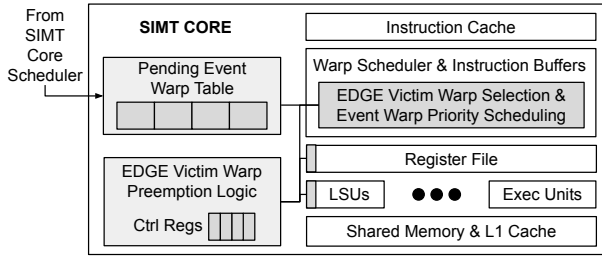 From
SIMT
Core
Scheduler
SIMT CORE
Pending Event
Warp Table
EDGE Victim Warp
Preemption Logic
Ctrl Regs
Instruction Cache
Warp Scheduler & Instruction Buffers
EDGE Victim Warp Selection &
Event Warp Priority Scheduling
Register File
LSUs
Exec Units
Shared Memory & L1 Cache